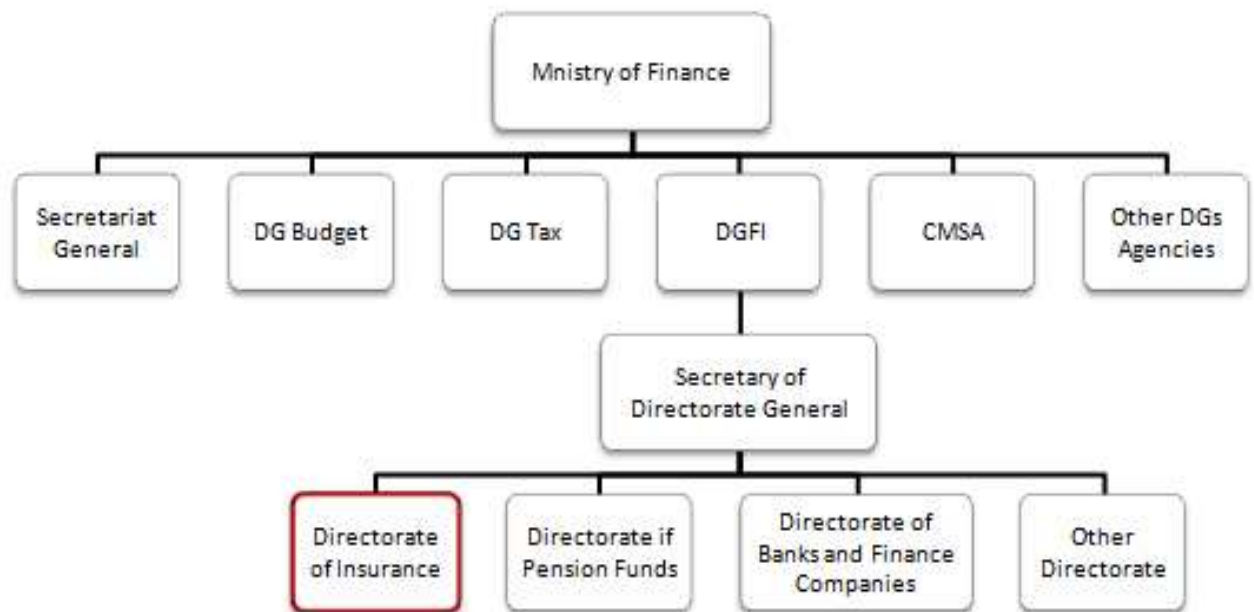 Mnistry of Finance
Secretariat
General
DG Budget
DG Tax
DGFI
CMSA
Other DGs
Agencies
Secretary of
Directorate General
Directorate
of Insurance
Directorate if
Pension Funds
Directorate of
Banks and Finance
Companies
Other
Directorate